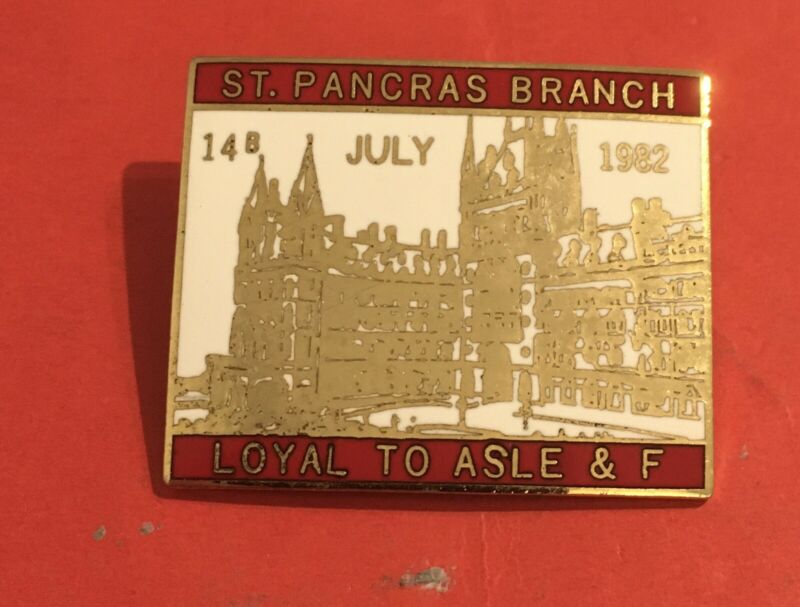 ST. PANCRAS BRANCH
14B JULY 1982
LOYAL TO ASLE & F